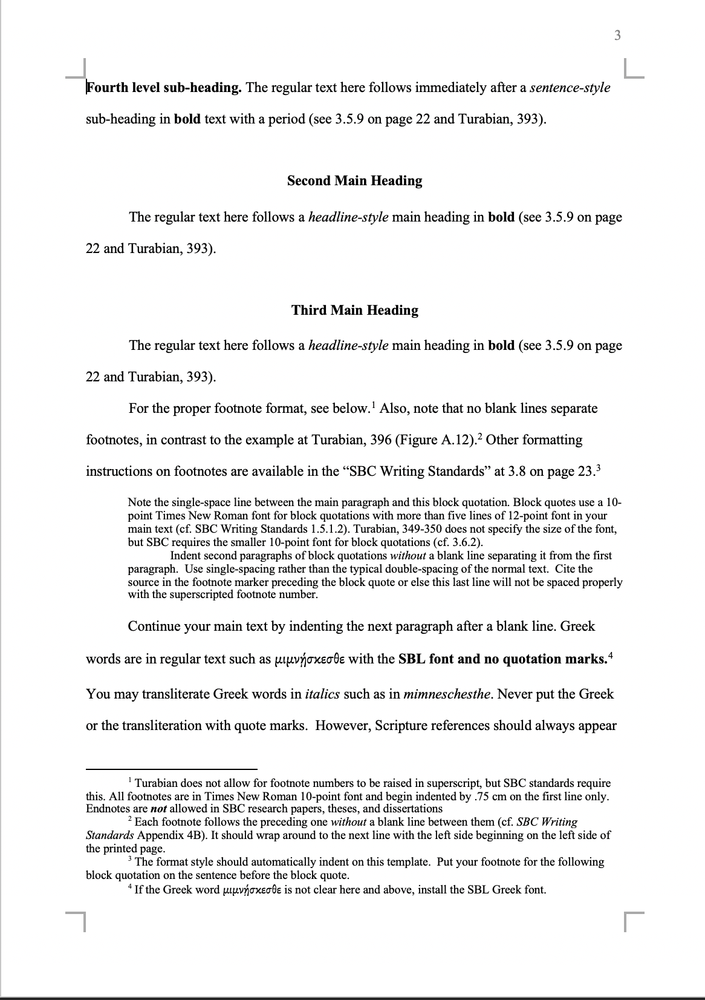 3
Fourth level sub-heading. The regular text here follows immediately after a sentence-style
sub-heading in bold text with a period (see 3.5.9 on page 22 and Turabian, 393).
Second Main Heading
The regular text here follows a headline-style main heading in bold (see 3.5.9 on page
22 and Turabian, 393).
Third Main Heading
The regular text here follows a headline-style main heading in bold (see 3.5.9 on page
22 and Turabian, 393).
For the proper footnote format, see below.¹ Also, note that no blank lines separate
footnotes, in contrast to the example at Turabian, 396 (Figure A.12).² Other formatting
instructions on footnotes are available in the “SBC Writing Standards” at 3.8 on page 23.³
Note the single-space line between the main paragraph and this block quotation. Block quotes use a 10-
point Times New Roman font for block quotations with more than five lines of 12-point font in your
main text (cf. SBC Writing Standards 1.5.1.2). Turabian, 349-350 does not specify the size of the font,
but SBC requires the smaller 10-point font for block quotations (cf. 3.6.2).
Indent second paragraphs of block quotations without a blank line separating it from the first
paragraph.  Use single-spacing rather than the typical double-spacing of the normal text.  Cite the
source in the footnote marker preceding the block quote or else this last line will not be spaced properly
with the superscripted footnote number.
Continue your main text by indenting the next paragraph after a blank line. Greek
words are in regular text such as μιμνήσκεσθε with the SBL font and no quotation marks.⁴
You may transliterate Greek words in italics such as in mimneschesthe. Never put the Greek
or the transliteration with quote marks.  However, Scripture references should always appear
¹ Turabian does not allow for footnote numbers to be raised in superscript, but SBC standards require
this. All footnotes are in Times New Roman 10-point font and begin indented by .75 cm on the first line only.
Endnotes are not allowed in SBC research papers, theses, and dissertations
² Each footnote follows the preceding one without a blank line between them (cf. SBC Writing
Standards Appendix 4B). It should wrap around to the next line with the left side beginning on the left side of
the printed page.
³ The format style should automatically indent on this template.  Put your footnote for the following
block quotation on the sentence before the block quote.
⁴ If the Greek word μιμνήσκεσθε is not clear here and above, install the SBL Greek font.